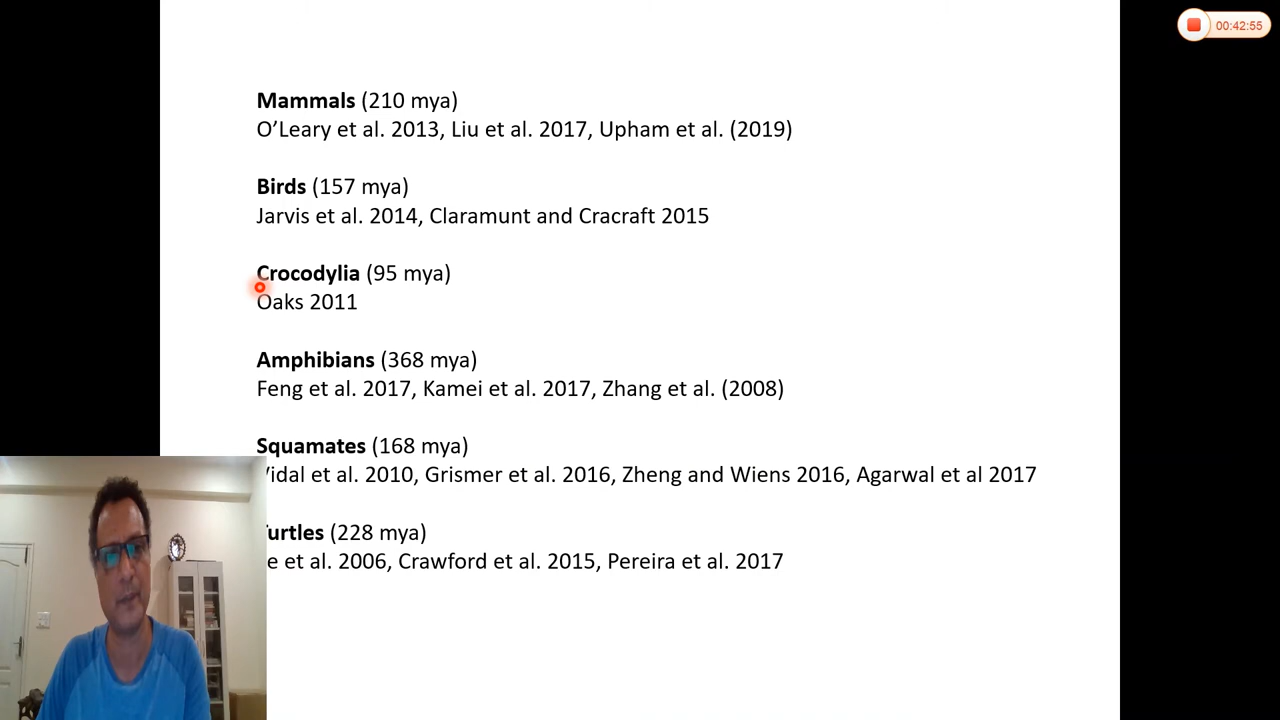 00:42:55
Mammals (210 mya)
O’Leary et al. 2013, Liu et al. 2017, Upham et al. (2019)
Birds (157 mya)
Jarvis et al. 2014, Claramunt and Cracraft 2015
Crocodylia (95 mya)
Oaks 2011
Amphibians (368 mya)
Feng et al. 2017, Kamei et al. 2017, Zhang et al. (2008)
Squamates (168 mya)
Vidal et al. 2010, Grismer et al. 2016, Zheng and Wiens 2016, Agarwal et al 2017
Turtles (228 mya)
et al. 2006, Crawford et al. 2015, Pereira et al. 2017